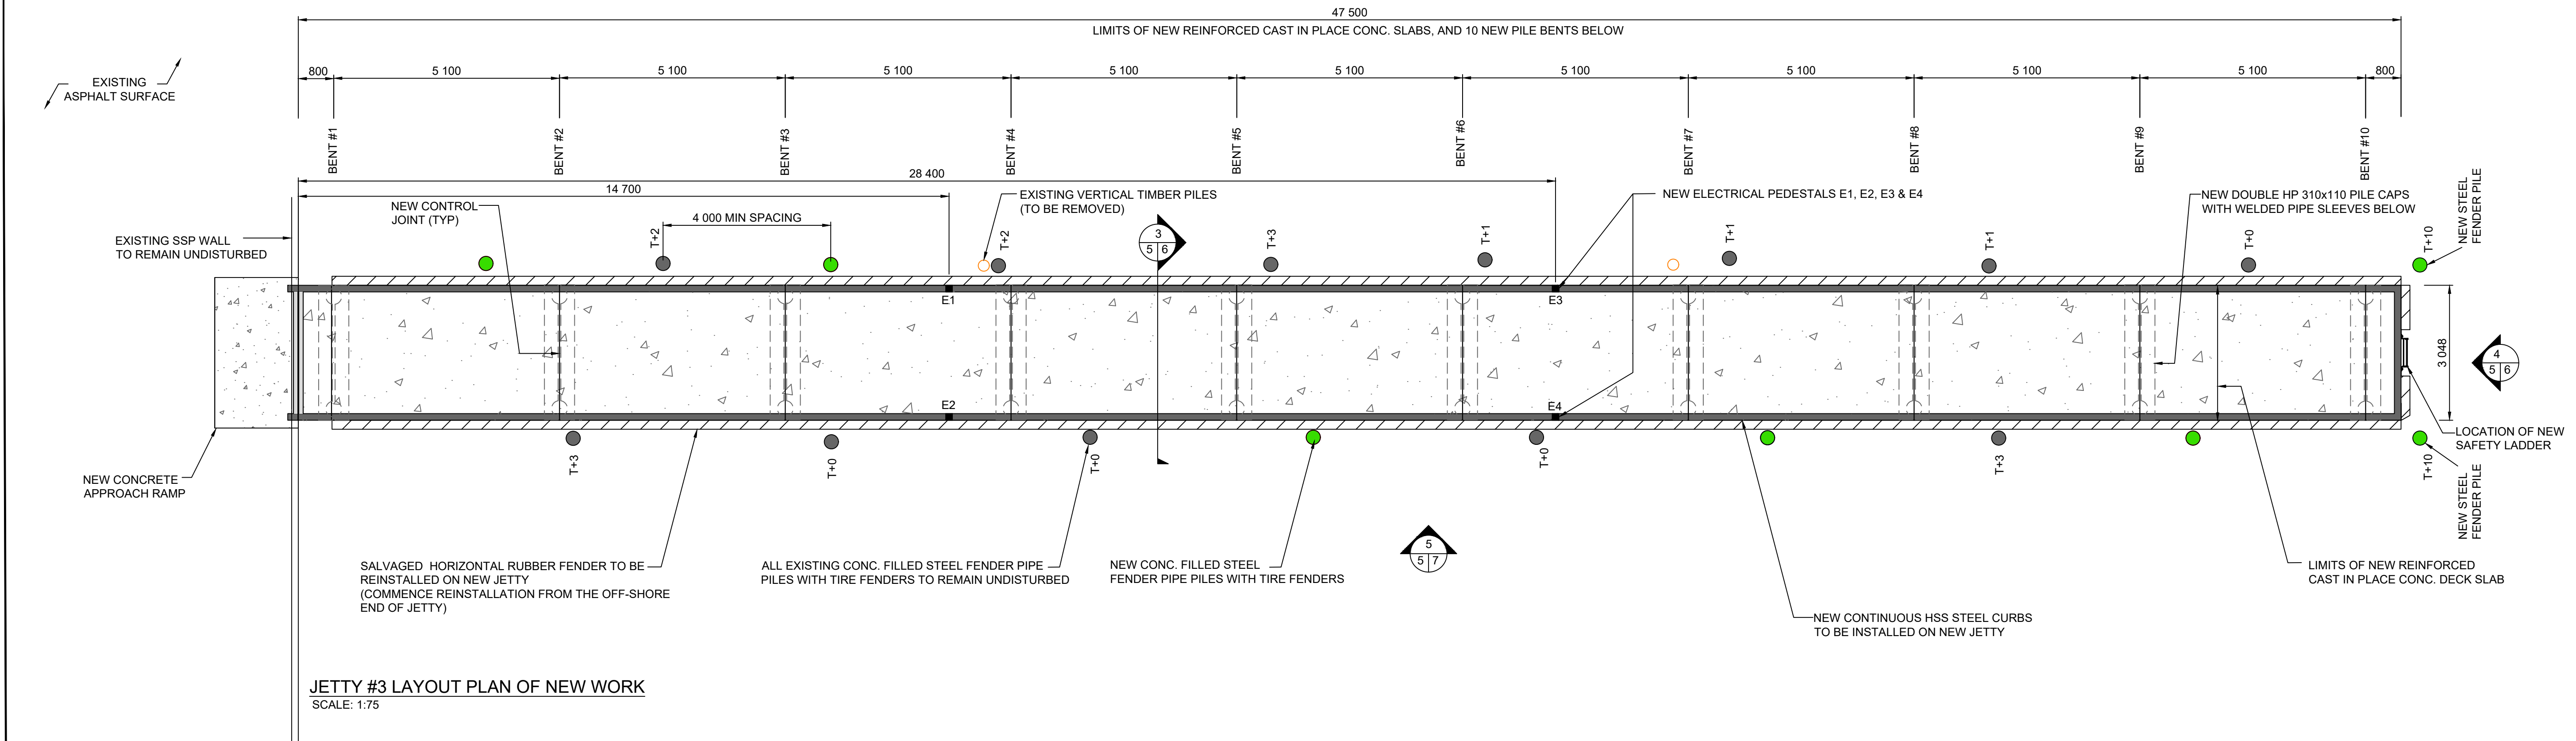 47 500
LIMITS OF NEW REINFORCED CAST IN PLACE CONC. SLABS, AND 10 NEW PILE BENTS BELOW
800
5 100
5 100
5 100
5 100
5 100
5 100
5 100
5 100
5 100
800
EXISTING
ASPHALT SURFACE
BENT #1
BENT #2
BENT #3
BENT #4
BENT #5
BENT #6
BENT #7
BENT #8
BENT #9
BENT #10
28 400
14 700
NEW CONTROL
JOINT (TYP)
4 000 MIN SPACING
EXISTING VERTICAL TIMBER PILES
(TO BE REMOVED)
NEW ELECTRICAL PEDESTALS E1, E2, E3 & E4
NEW DOUBLE HP 310x110 PILE CAPS
WITH WELDED PIPE SLEEVES BELOW
NEW STEEL
FENDER PILE
EXISTING SSP WALL
TO REMAIN UNDISTURBED
T+2
T+2
3
5 6
T+3
T+1
T+1
T+1
T+0
T+10
E1
E3
E2
E4
3 048
4
5 6
LOCATION OF NEW
SAFETY LADDER
T+3
T+0
T+0
T+0
T+3
T+10
NEW STEEL
FENDER PILE
NEW CONCRETE
APPROACH RAMP
SALVAGED HORIZONTAL RUBBER FENDER TO BE
REINSTALLED ON NEW JETTY
(COMMENCE REINSTALLATION FROM THE OFF-SHORE
END OF JETTY)
ALL EXISTING CONC. FILLED STEEL FENDER PIPE
PILES WITH TIRE FENDERS TO REMAIN UNDISTURBED
NEW CONC. FILLED STEEL
FENDER PIPE PILES WITH TIRE FENDERS
5
5 7
LIMITS OF NEW REINFORCED
CAST IN PLACE CONC. DECK SLAB
NEW CONTINUOUS HSS STEEL CURBS
TO BE INSTALLED ON NEW JETTY
JETTY #3 LAYOUT PLAN OF NEW WORK
SCALE: 1:75